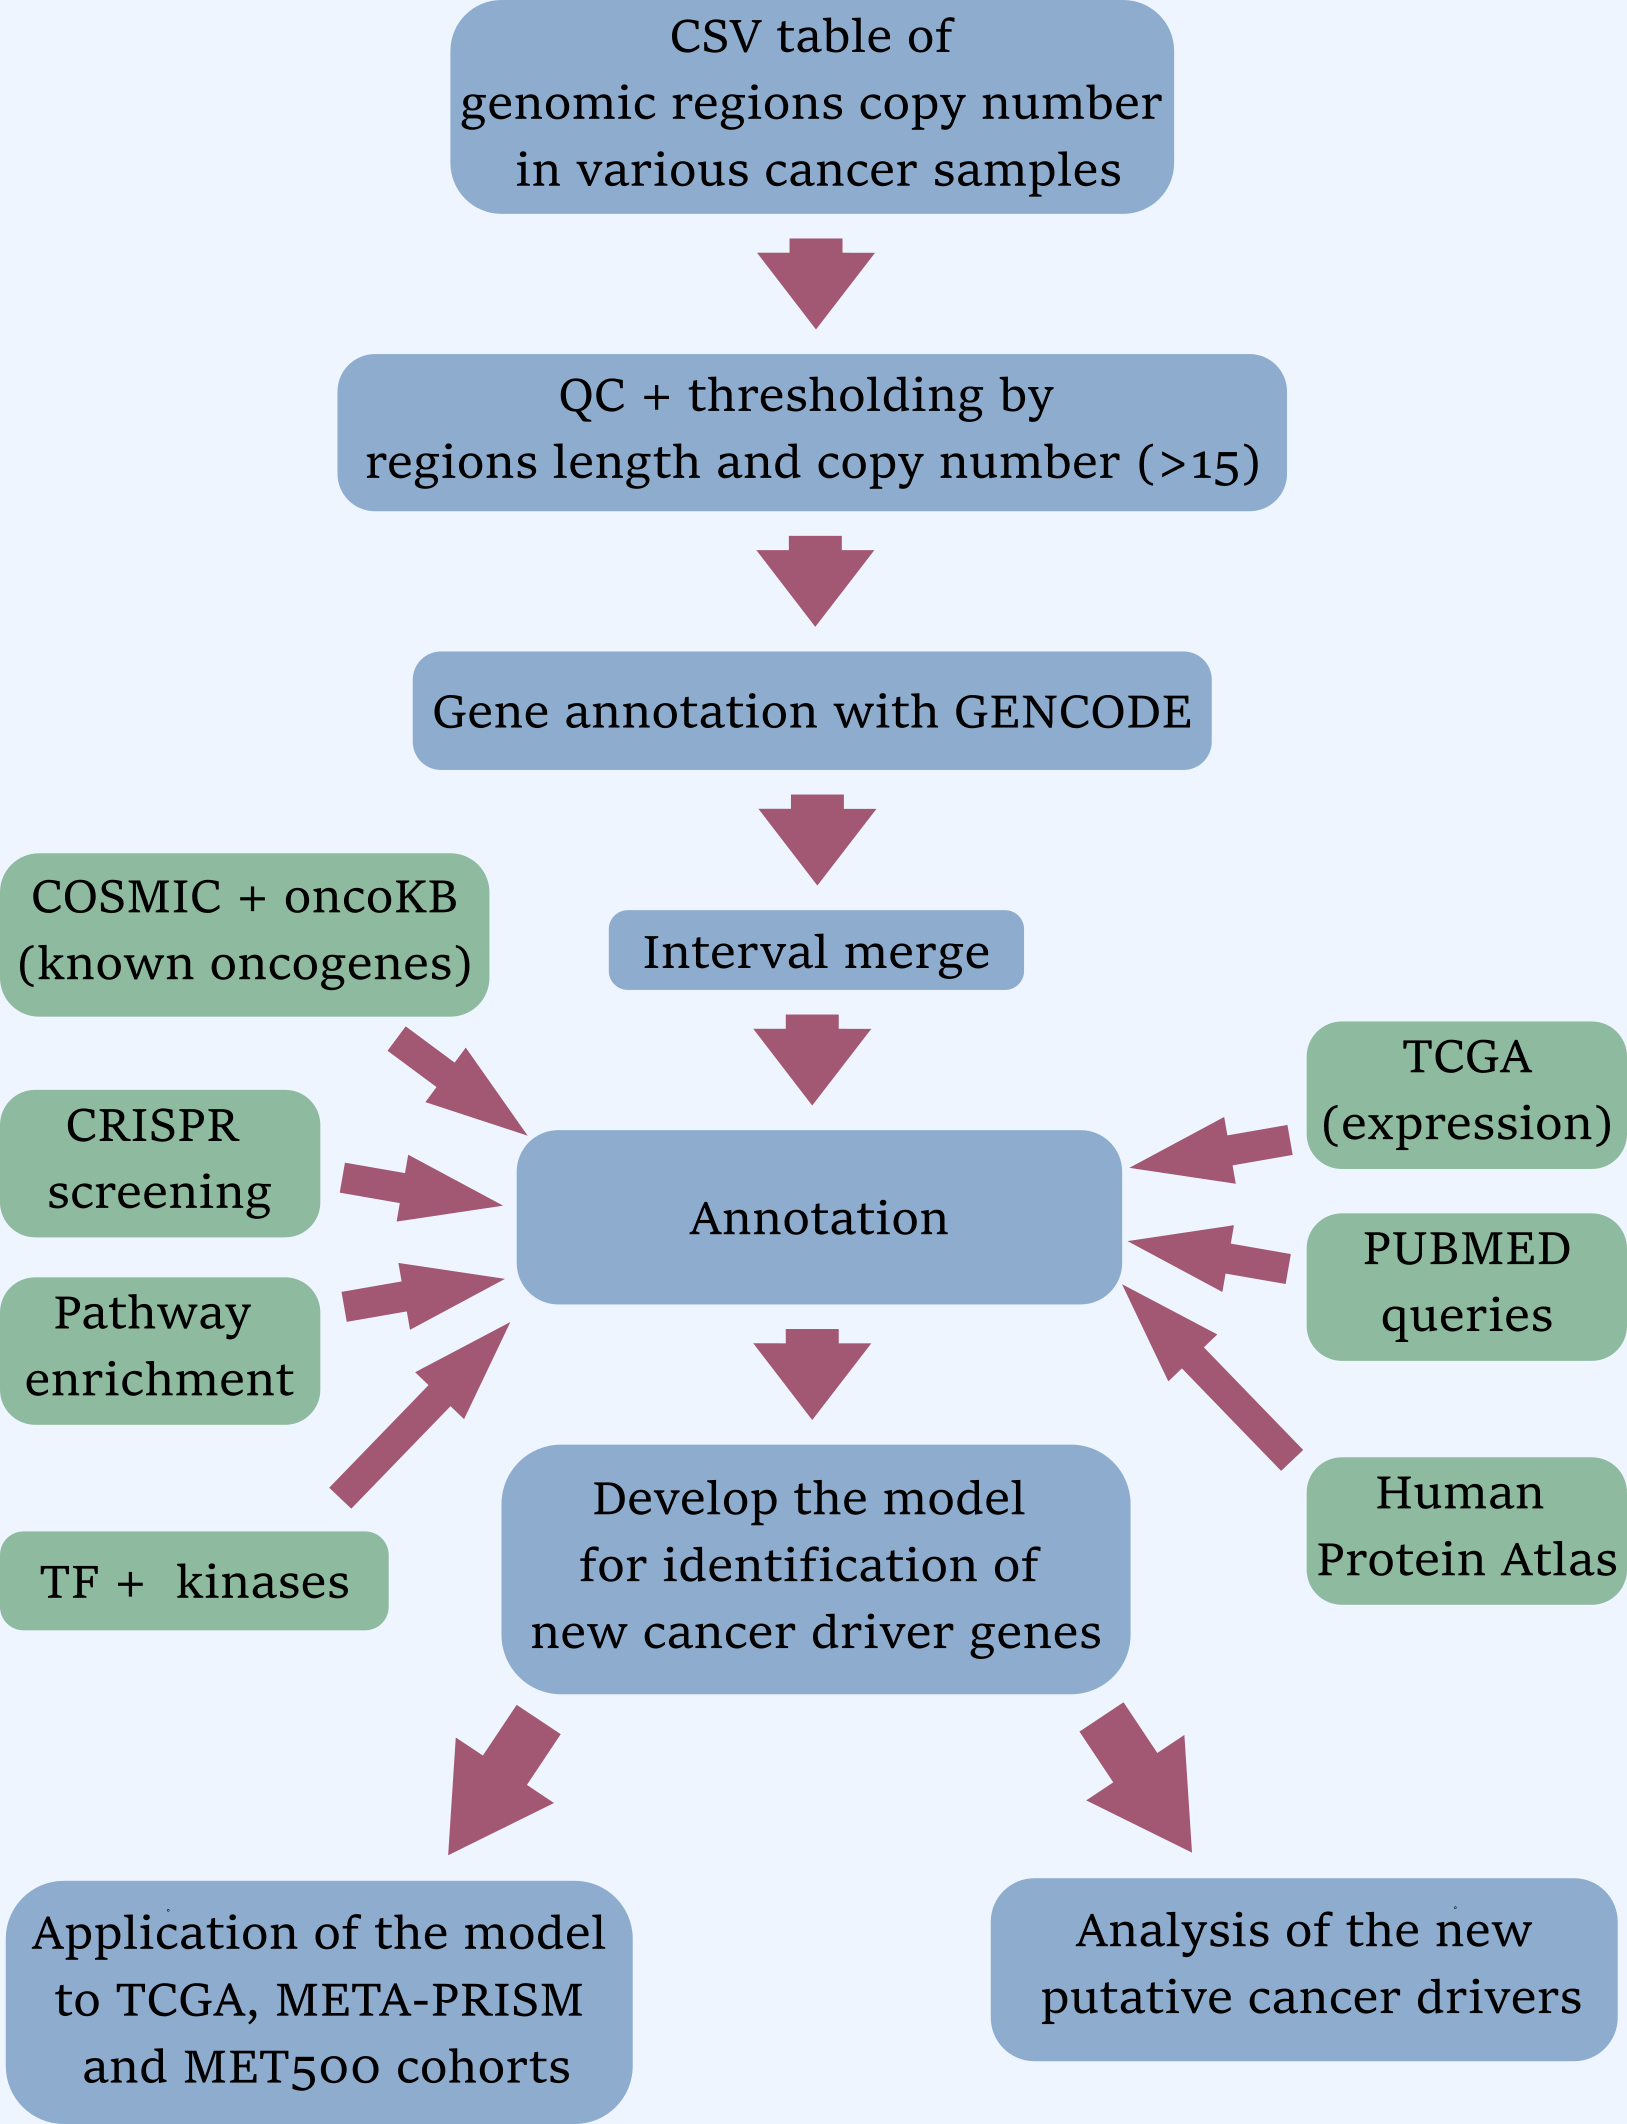 CSV table of
genomic regions copy number
in various cancer samples
QC + thresholding by
regions length and copy number (>15)
Gene annotation with GENCODE
Interval merge
COSMIC + oncoKB
(known oncogenes)
CRISPR
screening
Pathway
enrichment
TF + kinases
Annotation
TCGA
(expression)
PUBMED
queries
Human
Protein Atlas
Develop the model
for identification of
new cancer driver genes
Application of the model
to TCGA, META-PRISM
and MET500 cohorts
Analysis of the new
putative cancer drivers